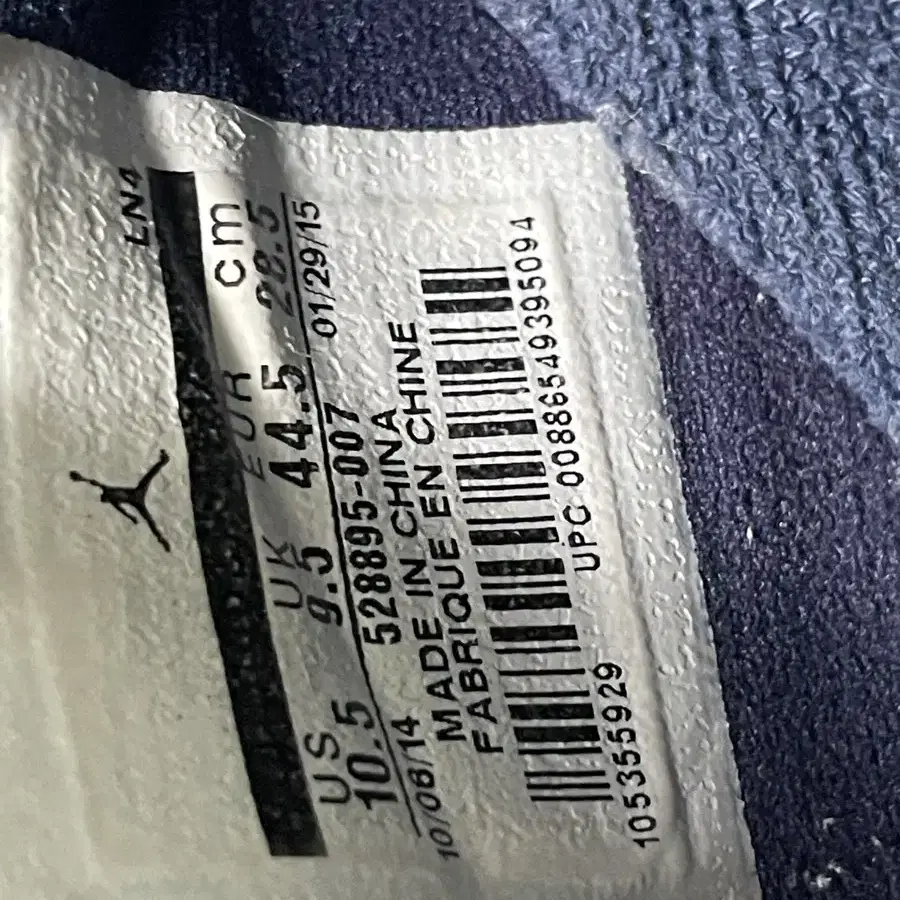 LN4
US UK EUR cm
10.5 9.5 44.5 28.5
10/06/14 01/29/15
528895-007
MADE IN CHINA
FABRIQUE EN CHINE
UPC 00886549395094
105355929